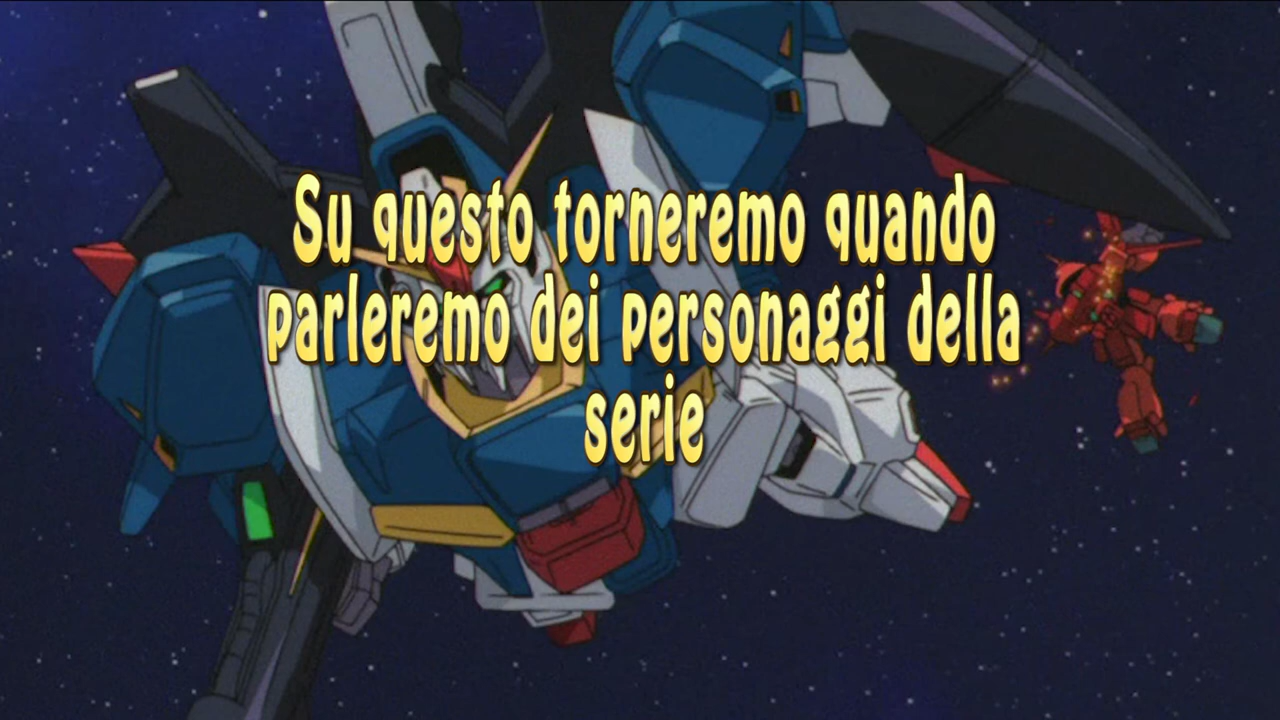 Su questo torneremo quando
parleremo dei personaggi della
serie